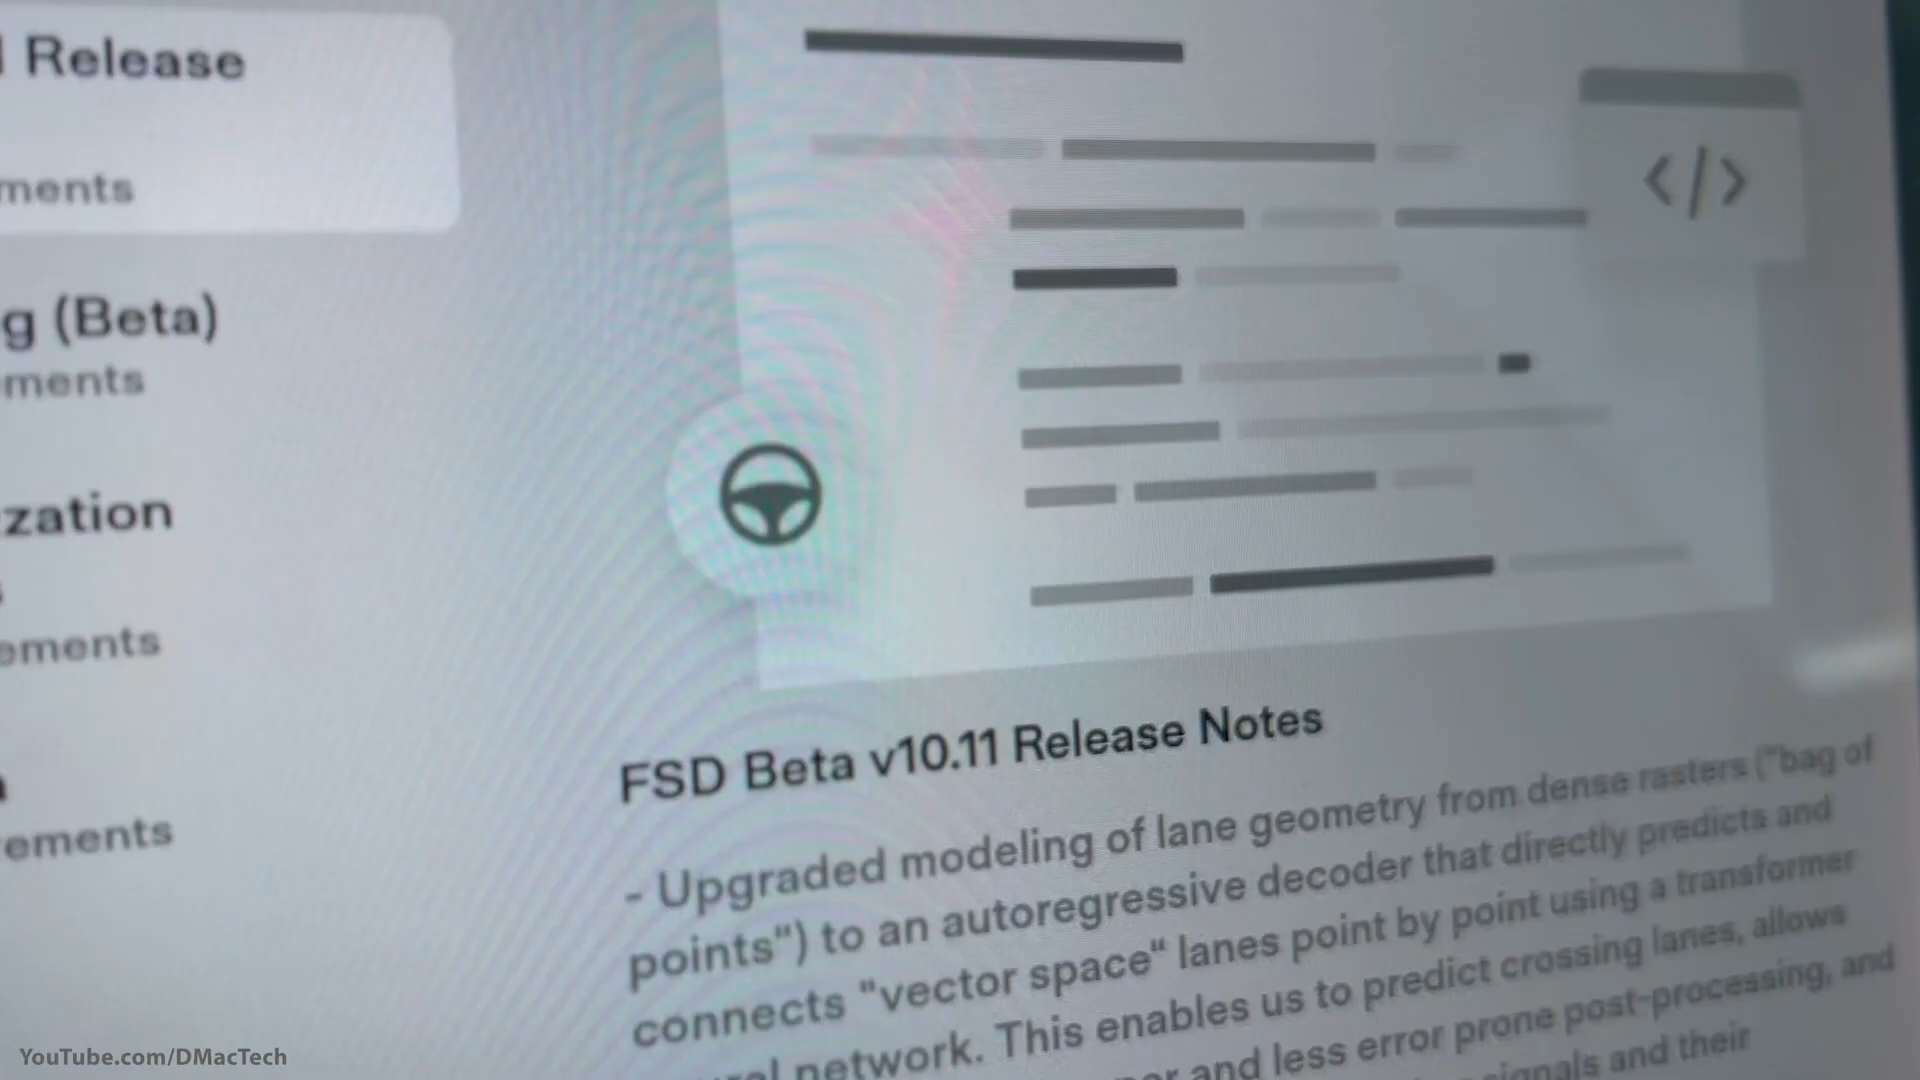 Release
ments
g (Beta)
ments
zation
ements
ements
</>
FSD Beta v10.11 Release Notes
- Upgraded modeling of lane geometry from dense rasters ("bag of
points") to an autoregressive decoder that directly predicts and
connects "vector space" lanes point by point using a transformer
network. This enables us to predict crossing lanes, allows
and less error prone post-processing, and
signals and their
YouTube.com/DMacTech